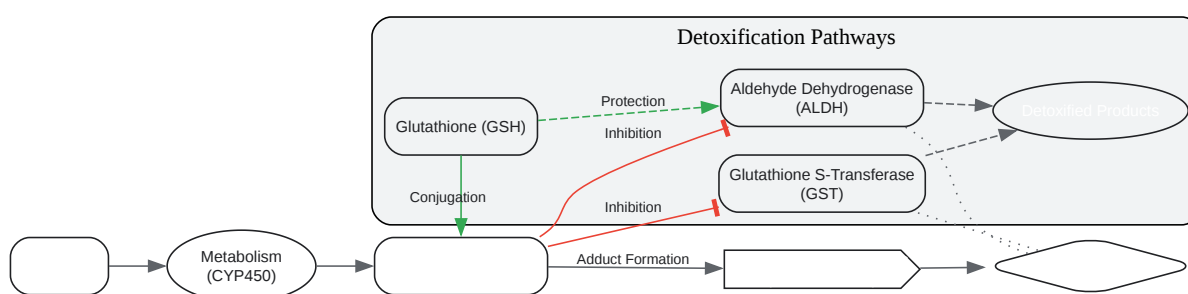 Detoxification Pathways
Glutathione (GSH)
Protection
Aldehyde Dehydrogenase
(ALDH)
Detoxified Products
Inhibition
Glutathione S-Transferase
(GST)
Conjugation
Inhibition
Metabolism
(CYP450)
Adduct Formation